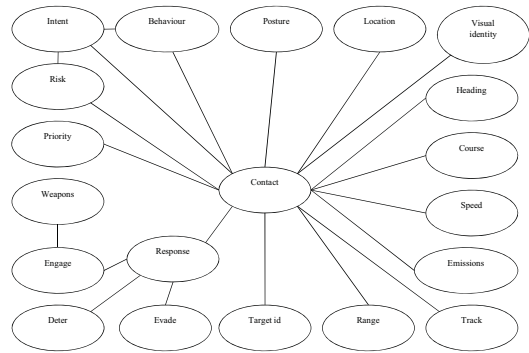 Intent
Behaviour
Posture
Location
Visual
identity
Risk
Heading
Priority
Course
Contact
Weapons
Speed
Response
Engage
Emissions
Deter
Evade
Target id
Range
Track